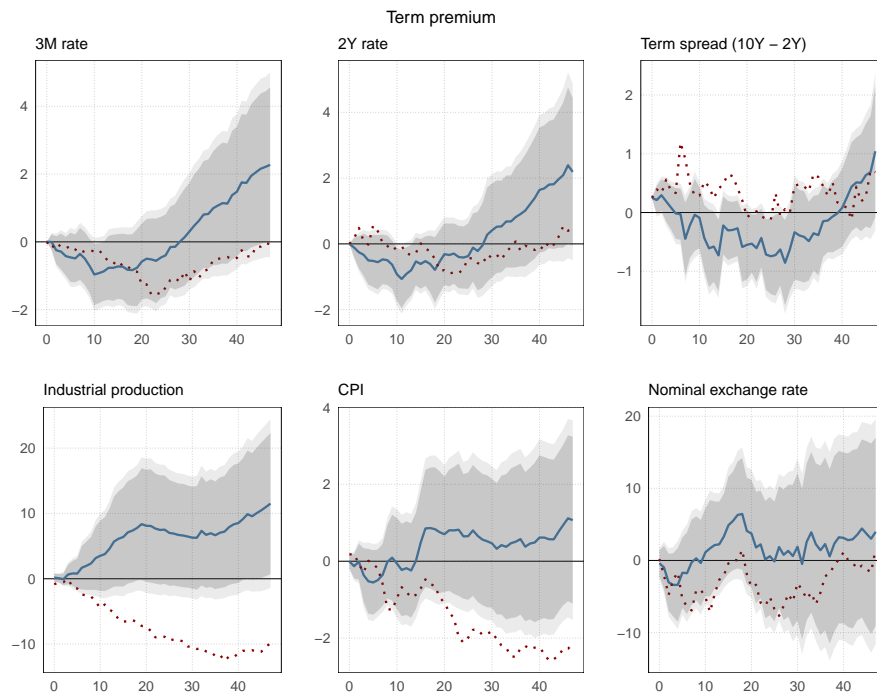 Term premium
3M rate
2Y rate
Term spread (10Y − 2Y)
4
2
0
−2
0 10 20 30 40
4
2
0
−2
0 10 20 30 40
2
1
0
−1
0 10 20 30 40
Industrial production
CPI
Nominal exchange rate
20
10
0
−10
0 10 20 30 40
4
2
0
−2
0 10 20 30 40
20
10
0
−10
0 10 20 30 40